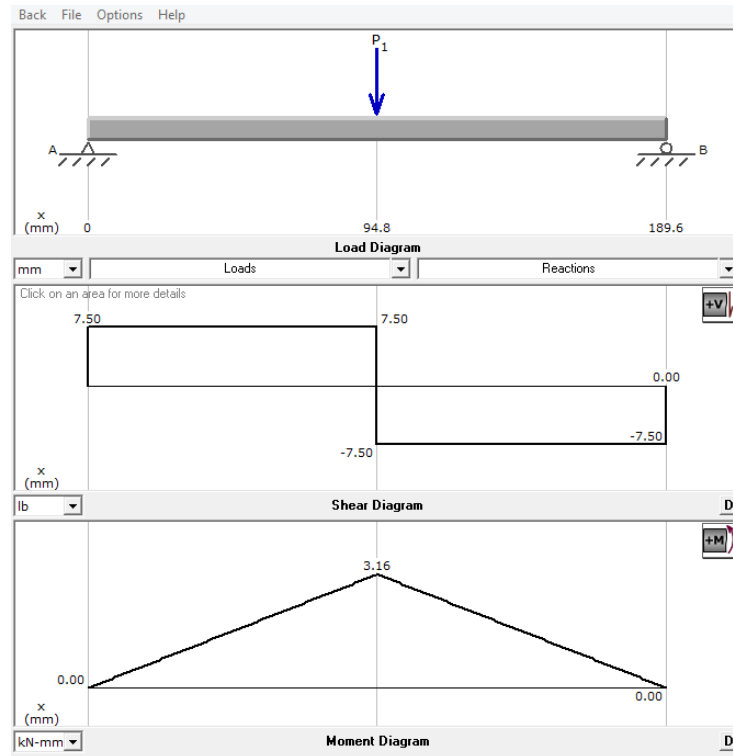 Back File Options Help
P1
A
B
x
(mm) 0 94.8 189.6
Load Diagram
mm Loads Reactions
Click on an area for more details
+V
7.50 7.50
0.00
-7.50 -7.50
x
(mm)
lb Shear Diagram D
+M
3.16
0.00 0.00
x
(mm)
kN-mm Moment Diagram D